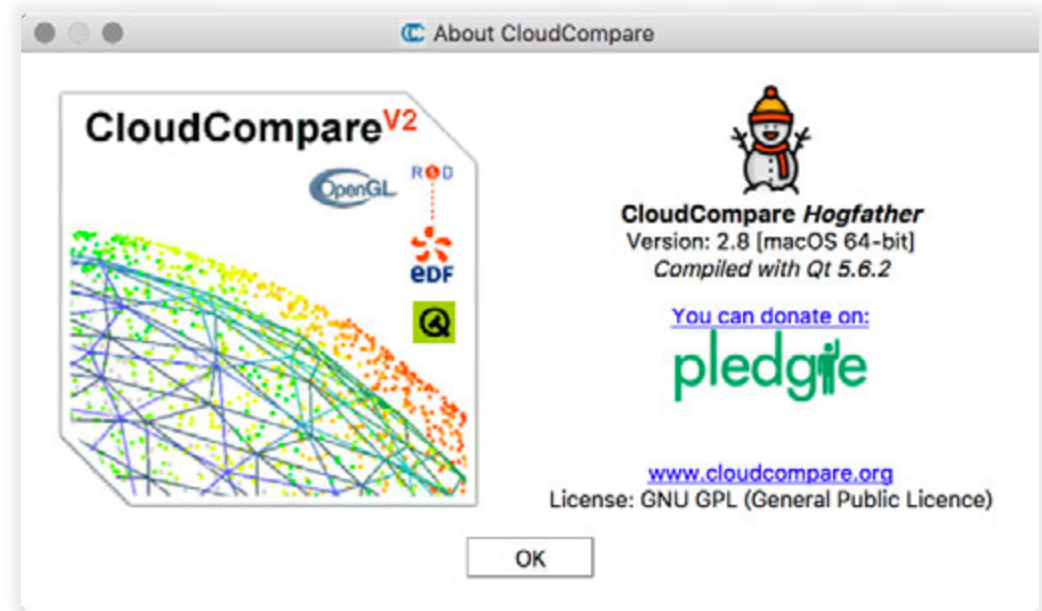 About CloudCompare
CloudCompare V2
OpenGL
R&D
eDF
CloudCompare Hogfather
Version: 2.8 [macOS 64-bit]
Compiled with Qt 5.6.2
You can donate on:
pledgie
www.cloudcompare.org
License: GNU GPL (General Public Licence)
OK